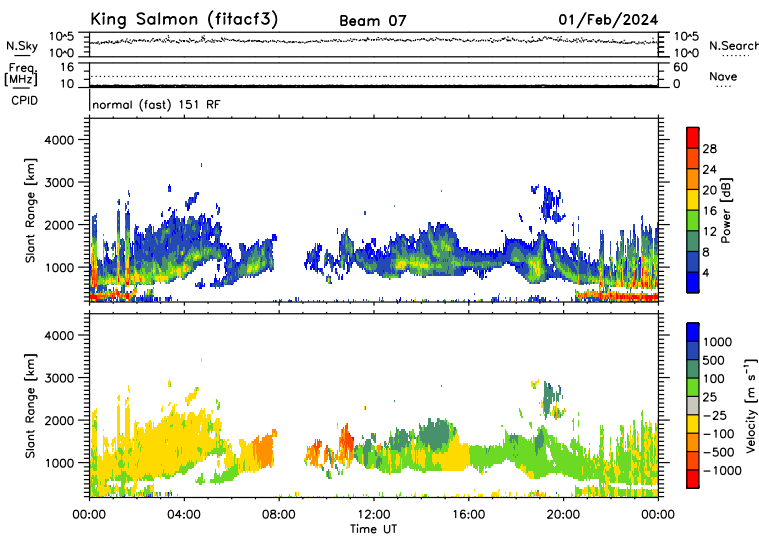 King Salmon (fitacf3) Beam 07 01/Feb/2024
N.Sky 10^5 10^0 10^5 10^0 N.Search
Freq. [MHz] 16 10 60 0 Nave
CPID normal (fast) 151 RF
Slant Range [km] 4000 3000 2000 1000
Power [dB] 28 24 20 16 12 8 4
Slant Range [km] 4000 3000 2000 1000
Velocity [m s⁻¹] 1000 500 100 25 −25 −100 −500 −1000
00:00 04:00 08:00 12:00 16:00 20:00 00:00
Time UT